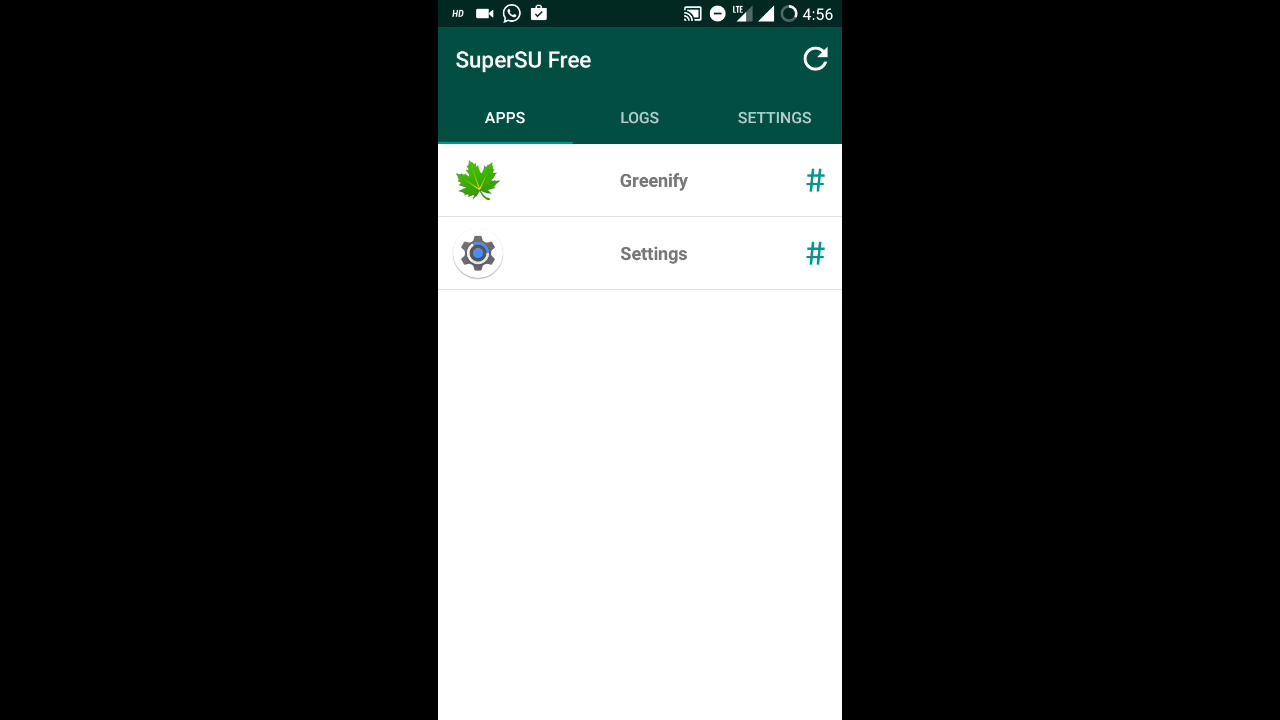 HD LTE 4:56
SuperSU Free
APPS LOGS SETTINGS
Greenify #
Settings #